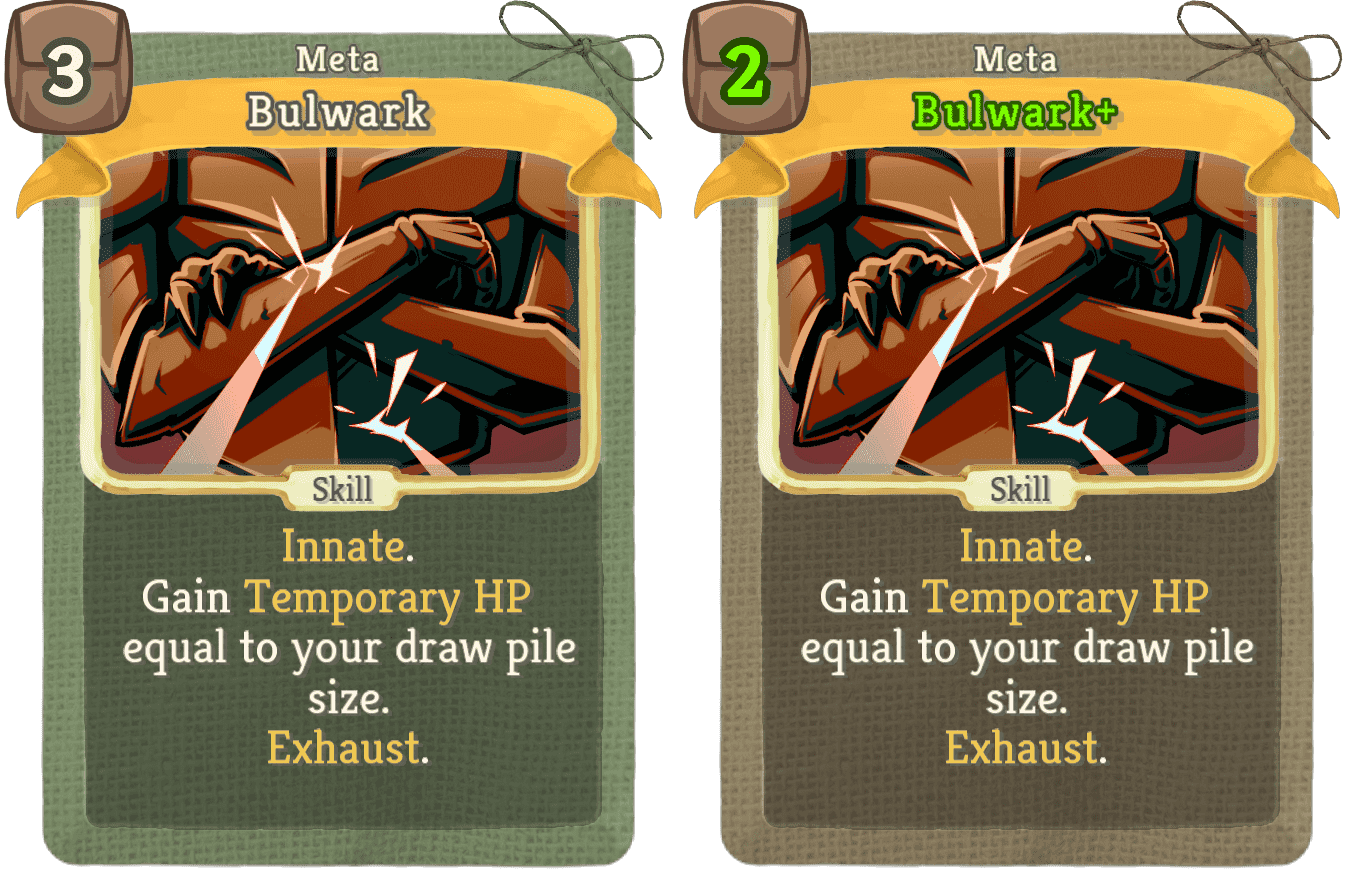 3
Meta
Bulwark
Skill
Innate.
Gain Temporary HP
equal to your draw pile
size.
Exhaust.
2
Meta
Bulwark+
Skill
Innate.
Gain Temporary HP
equal to your draw pile
size.
Exhaust.